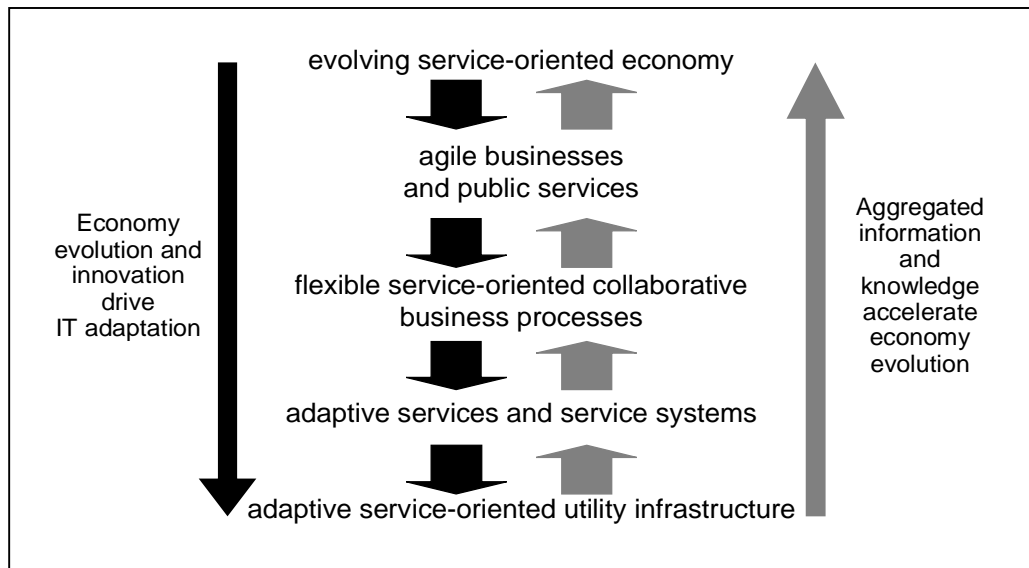 evolving service-oriented economy
agile businesses
and public services
flexible service-oriented collaborative
business processes
adaptive services and service systems
adaptive service-oriented utility infrastructure
Economy
evolution and
innovation
drive
IT adaptation
Aggregated
information
and
knowledge
accelerate
economy
evolution